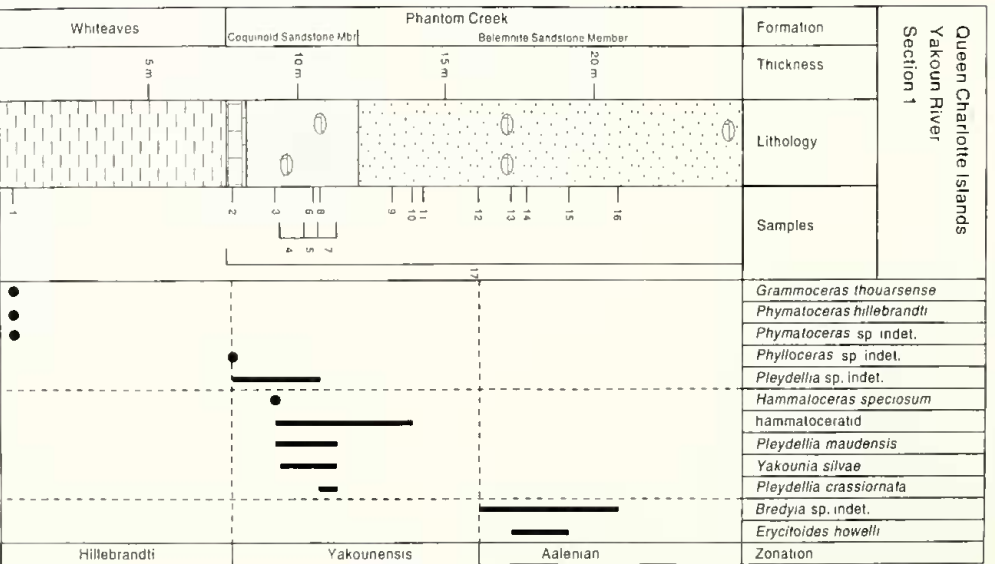 Queen Charlotte Islands
Yakoun River
Section 1
Whiteaves
Phantom Creek
Coquinoid Sandstone Mbr
Belemnite Sandstone Member
Formation
5 m
10 m
15 m
20 m
Thickness
Lithology
1
2
3
6
8
9
10
11
12
13
14
15
16
4
5
7
17
Samples
Grammoceras thouarsense
Phymatoceras hillebrandti
Phymatoceras sp indet.
Phylloceras sp indet.
Pleydellia sp. indet.
Hammatoceras speciosum
hammatoceratid
Pleydellia maudensis
Yakounia silvae
Pleydellia crassiornata
Bredyia sp. indet.
Erycitoides howelli
Hillebrandti
Yakounensis
Aalenian
Zonation